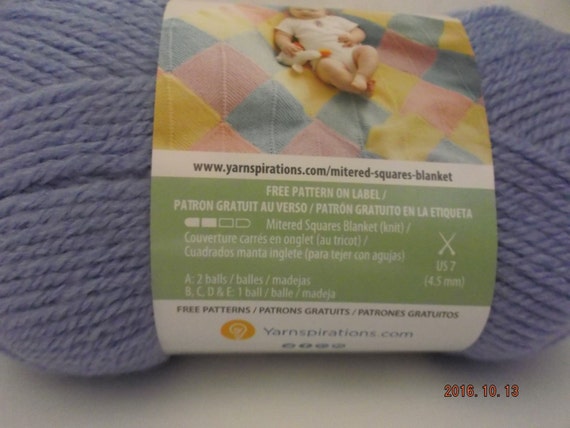 www.yarnspirations.com/mitered-squares-blanket
FREE PATTERN ON LABEL /
PATRON GRATUIT AU VERSO / PATRÓN GRATUITO EN LA ETIQUETA
Mitered Squares Blanket (knit) /
Couverture carrés en onglet (au tricot) /
Cuadrados manta inglete (para tejer con agujas)
US 7
(4.5 mm)
A: 2 balls / balles / madejas
B, C, D & E: 1 ball / balle / madeja
FREE PATTERNS / PATRONS GRATUITS / PATRONES GRATUITOS
Yarnspirations.com
2016.10.13